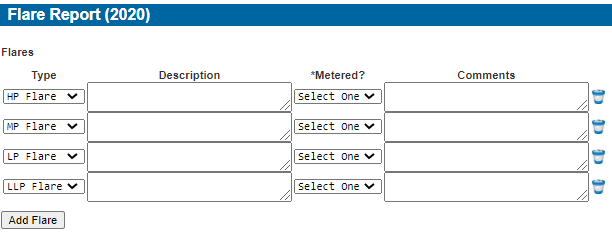 Flare Report (2020)
Flares
Type Description *Metered? Comments
HP Flare Select One
MP Flare Select One
LP Flare Select One
LLP Flare Select One
Add Flare